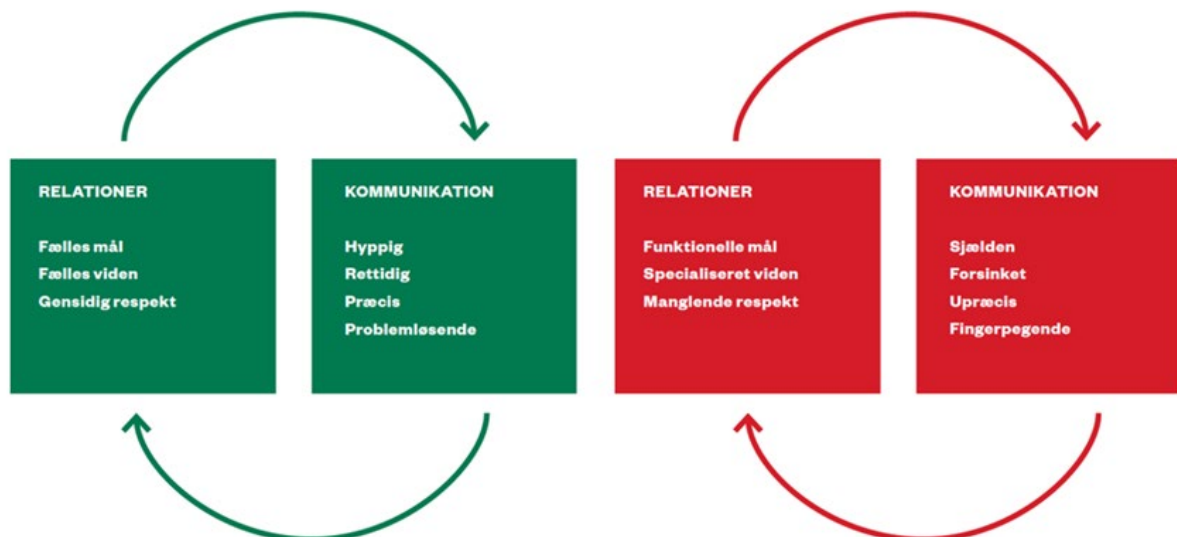 RELATIONER
Fælles mål
Fælles viden
Gensidig respekt
KOMMUNIKATION
Hyppig
Rettidig
Præcis
Problemløsende
RELATIONER
Funktionelle mål
Specialiseret viden
Manglende respekt
KOMMUNIKATION
Sjælden
Forsinket
Upræcis
Fingerpegende